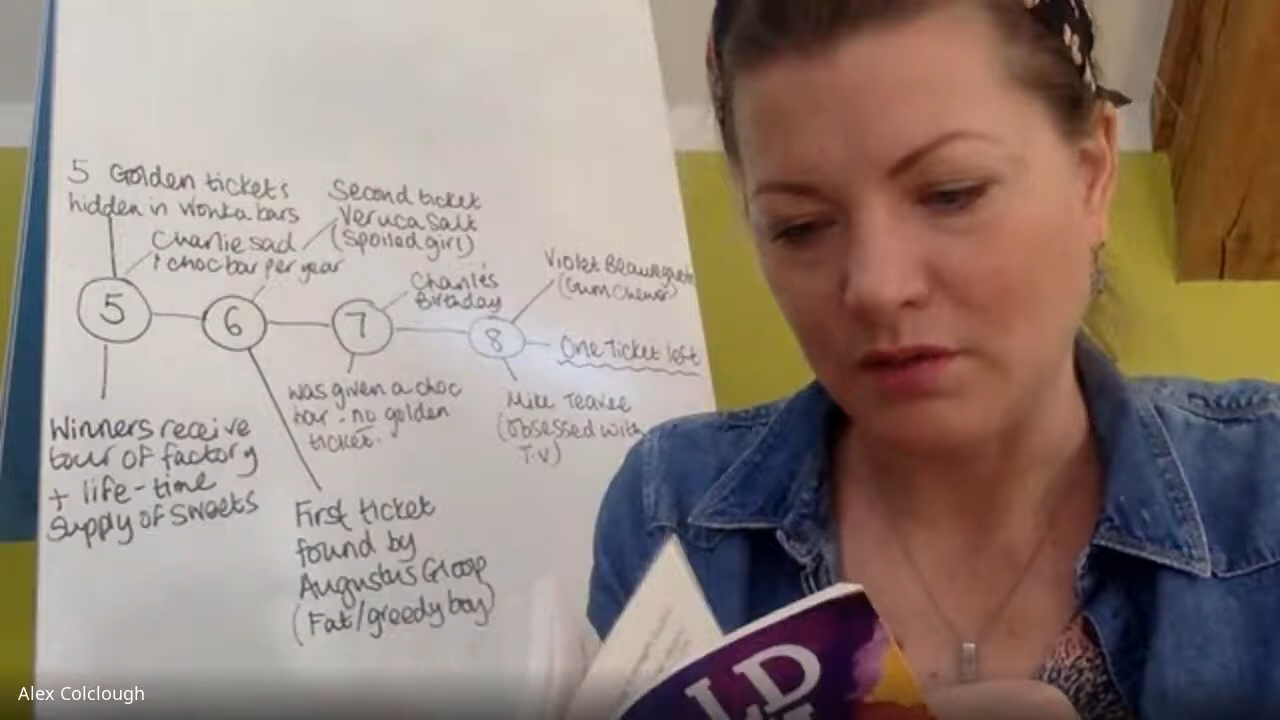 5 Golden tickets
hidden in Wonka bars
Charlie sad
1 choc bar per year
Second ticket
Veruca Salt
(Spoiled girl)
5
6
7
8
Charlie's
Birthday
Violet Beauregarde
(Gum Chewer)
One Ticket left
Mike Teavee
(Obsessed with
T.V)
was given a choc
bar - no golden
ticket.
Winners receive
tour of factory
+ life-time
supply of sweets
First ticket
found by
Augustus Gloop
(Fat/greedy boy)
LD
Alex Colclough